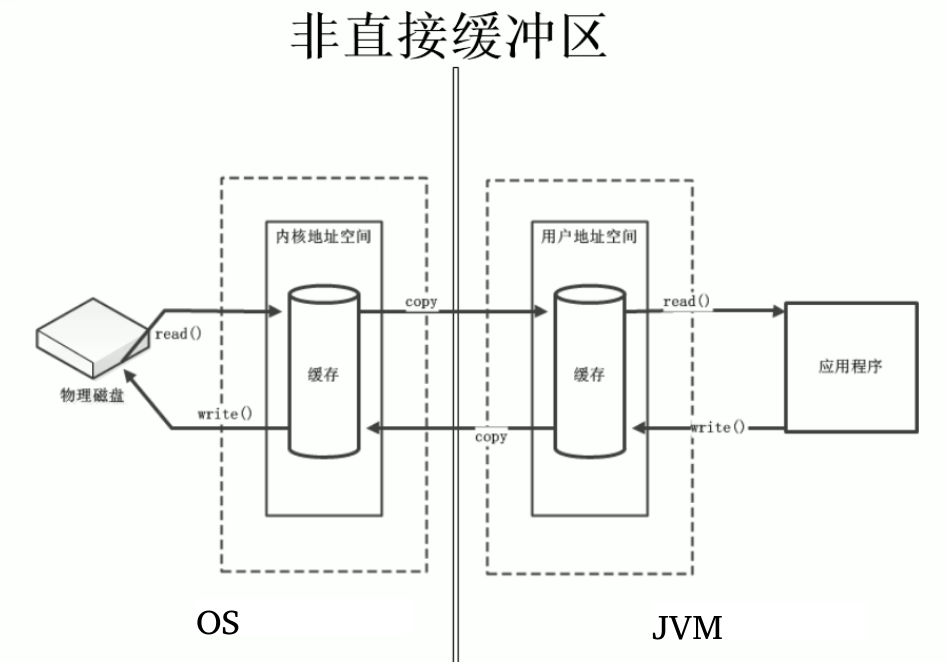 非直接缓冲区
内核地址空间
用户地址空间
copy
read()
read()
缓存
缓存
应用程序
物理磁盘
write()
copy
write()
OS
JVM